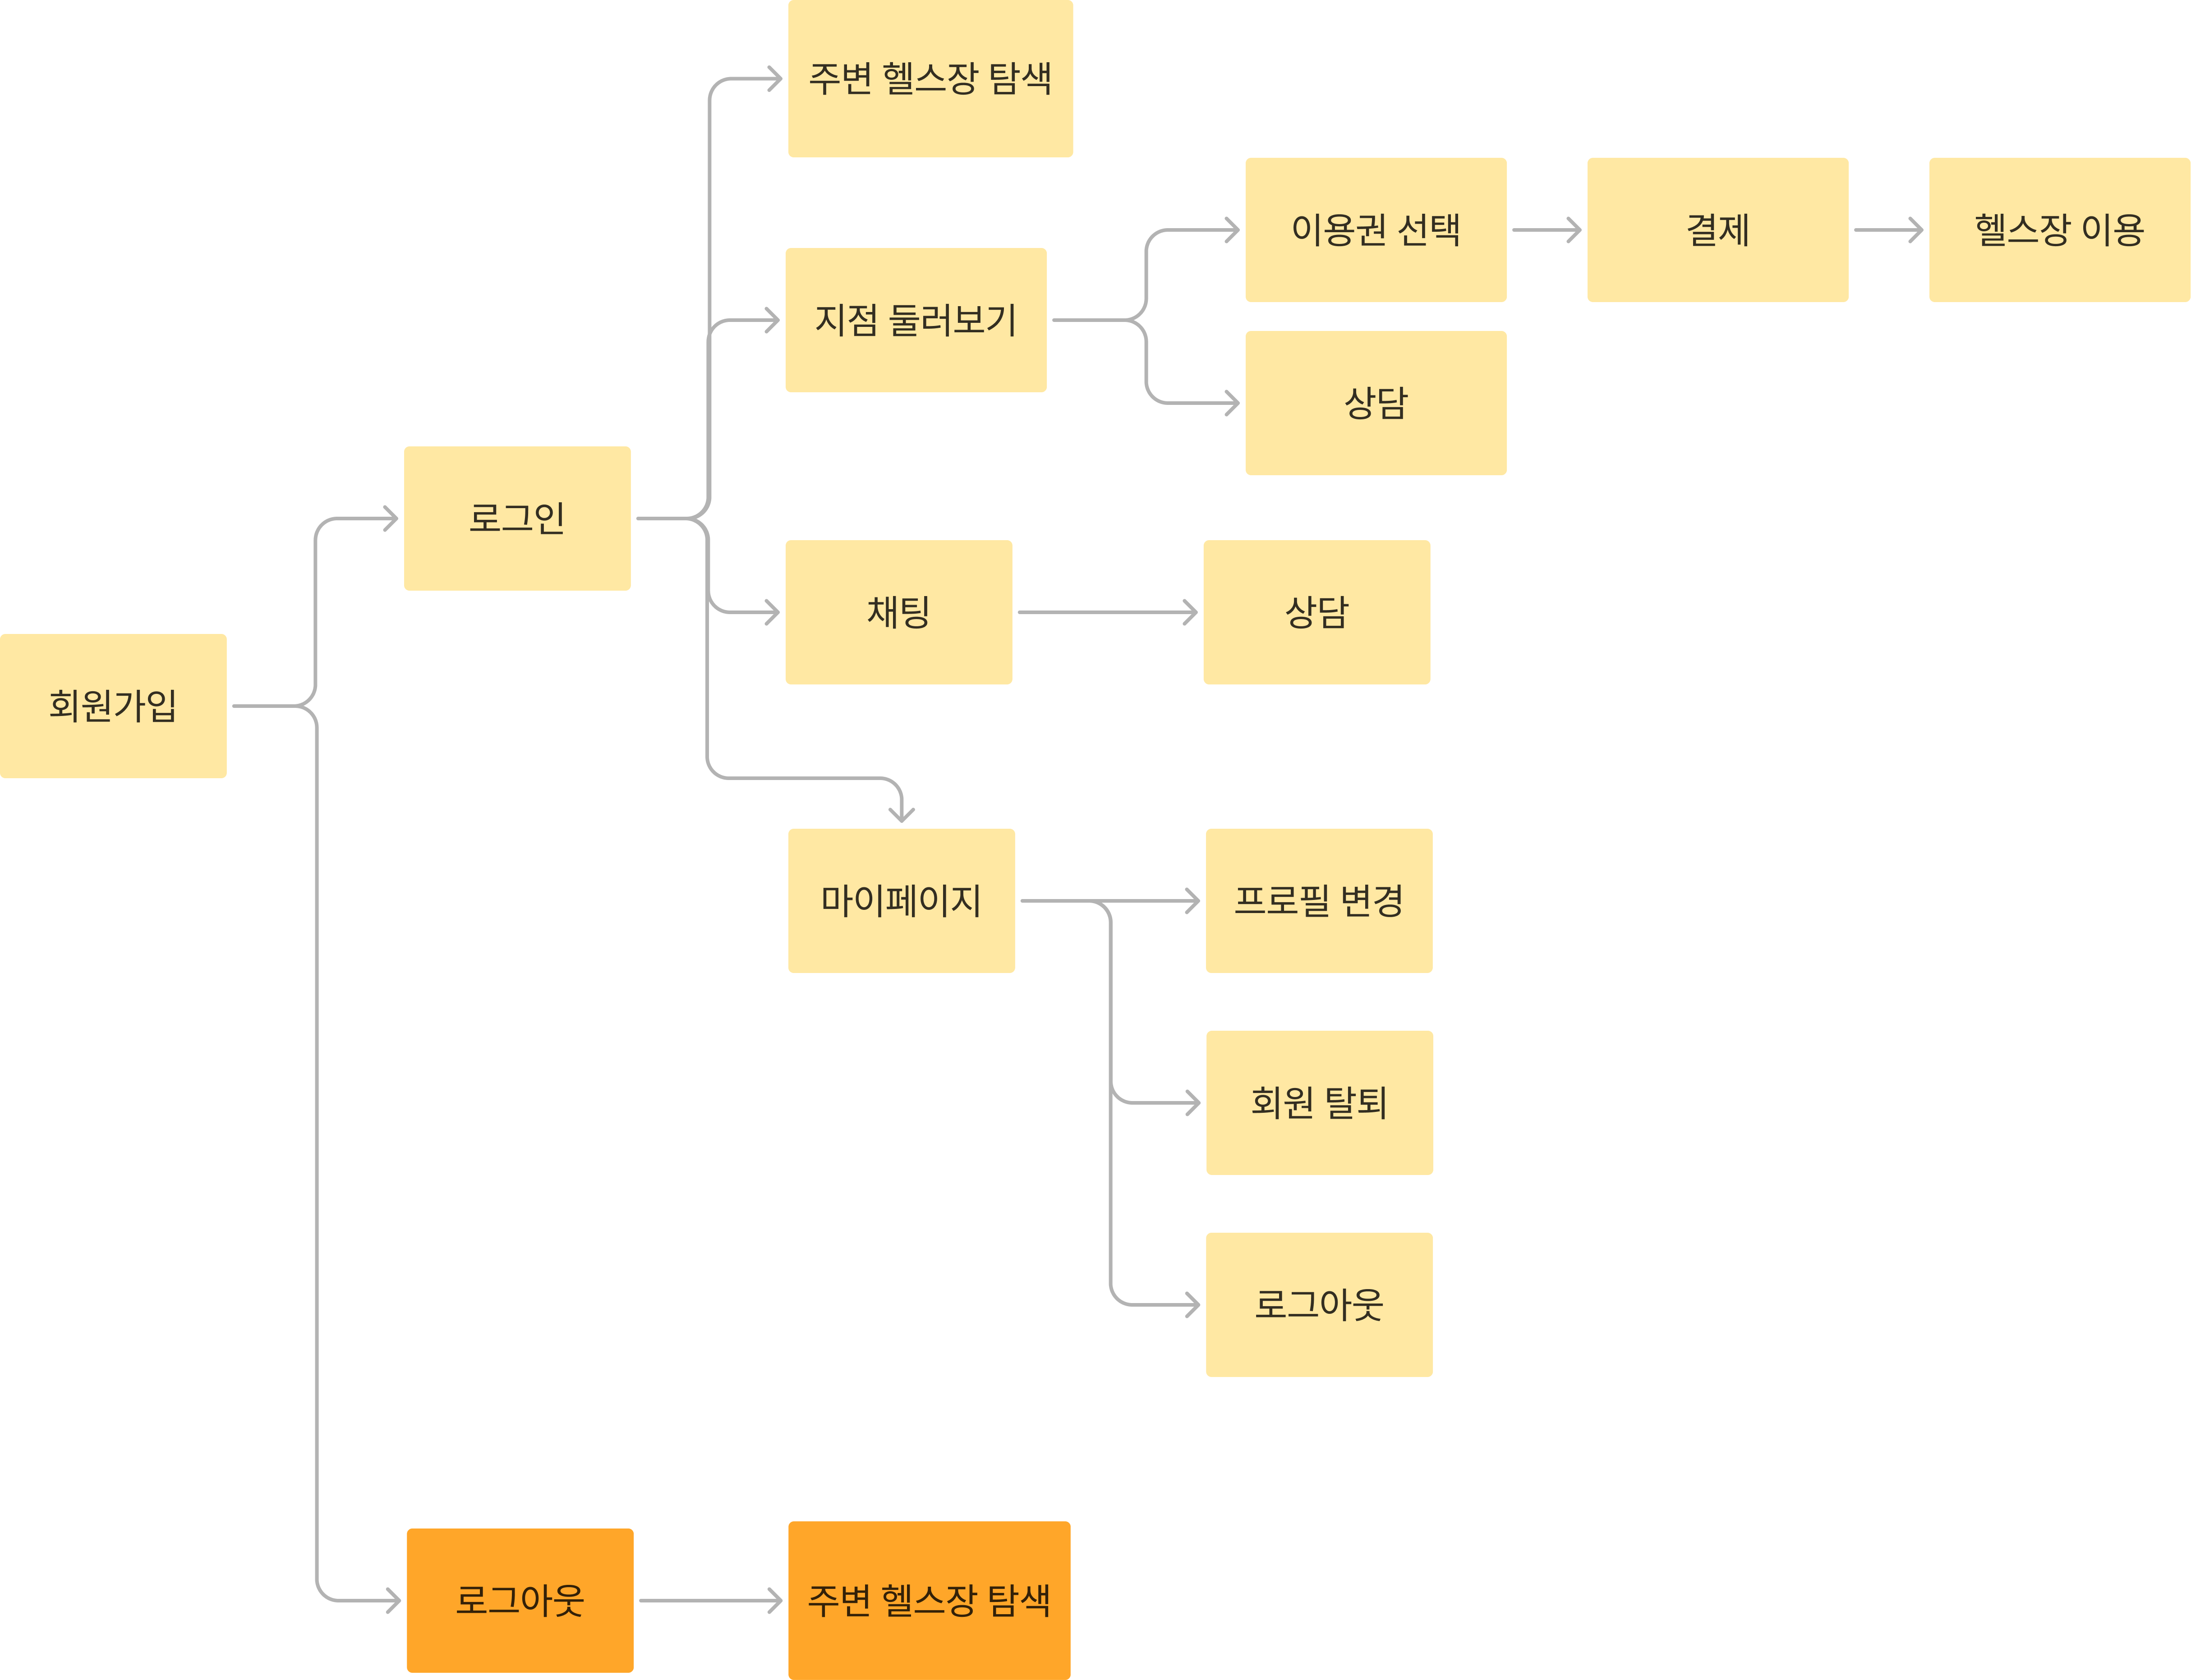 주변 헬스장 탐색
이용권 선택
결제
헬스장 이용
지점 둘러보기
상담
로그인
채팅
상담
회원가입
마이페이지
프로필 변경
회원 탈퇴
로그아웃
로그아웃
주변 헬스장 탐색